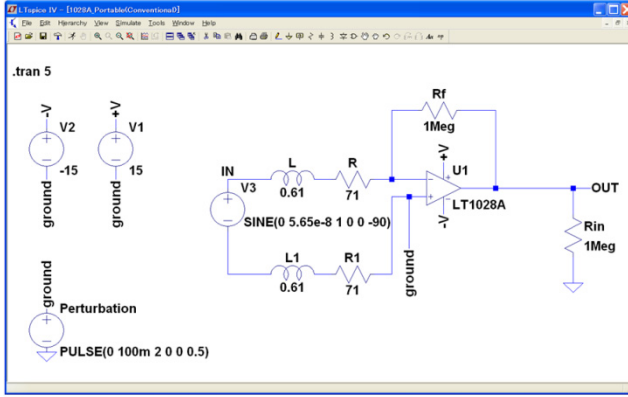 LTspice IV - [1028A_Portable(Conventional)]
File Edit Hierarchy View Simulate Tools Window Help
.tran 5
-V
V2
-15
ground
+V
V1
15
ground
IN
V3
SINE(0 5.65e-8 1 0 0 -90)
L
0.61
R
71
L1
0.61
R1
71
ground
Rf
1Meg
+V
U1
LT1028A
-V
OUT
Rin
1Meg
ground
Perturbation
PULSE(0 100m 2 0 0 0.5)